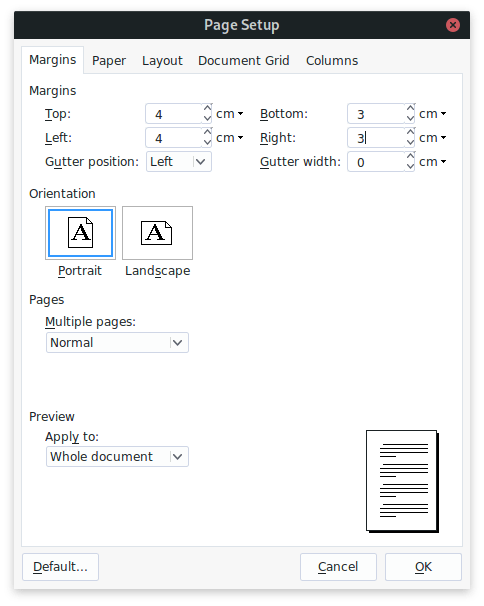 Page Setup
Margins Paper Layout Document Grid Columns
Margins
Top: 4 cm Bottom: 3 cm
Left: 4 cm Right: 3 cm
Gutter position: Left Gutter width: 0 cm
Orientation
A A
Portrait Landscape
Pages
Multiple pages:
Normal
Preview
Apply to:
Whole document
Default... Cancel OK